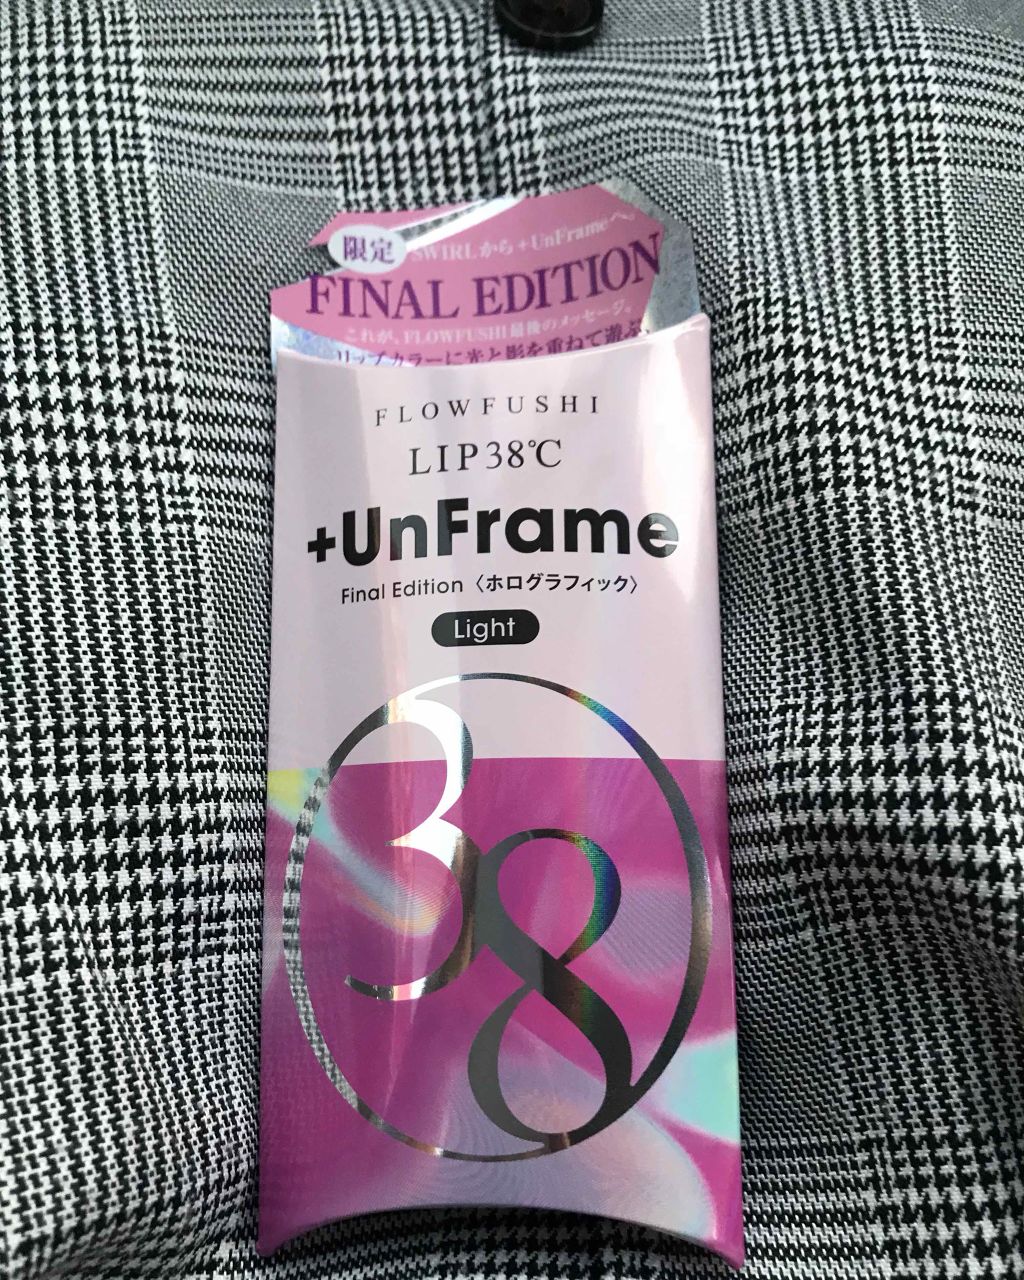 限定
SWIRLから+UnFrameへ。
FINAL EDITION
これが、FLOWFUSHI最後のメッセージ。
リップカラーに光と影を重ねて遊ぶ、
FLOWFUSHI
LIP38℃
+UnFrame
Final Edition〈ホログラフィック〉
Light
38